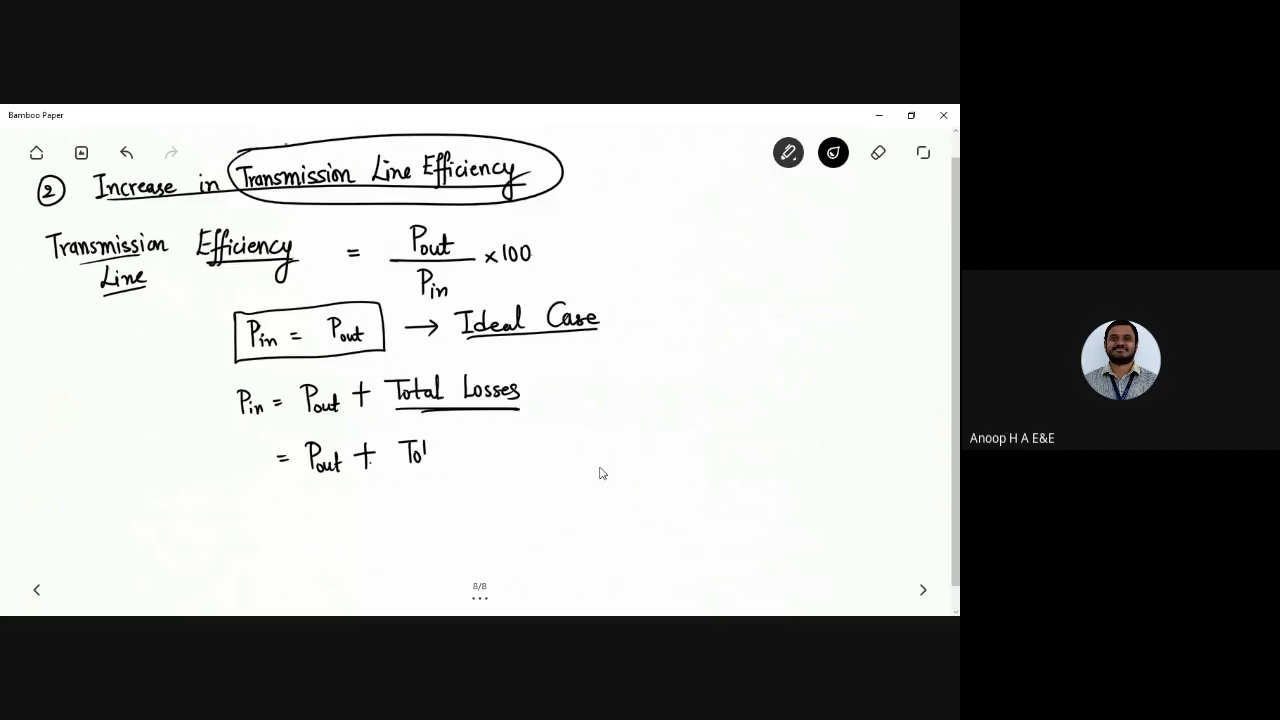 Bamboo Paper
② Increase in Transmission Line Efficiency
Transmission Line Efficiency = Pout / Pin × 100
Pin = Pout → Ideal Case
Pin = Pout + Total Losses
= Pout +
8/8
Anoop H A E&E